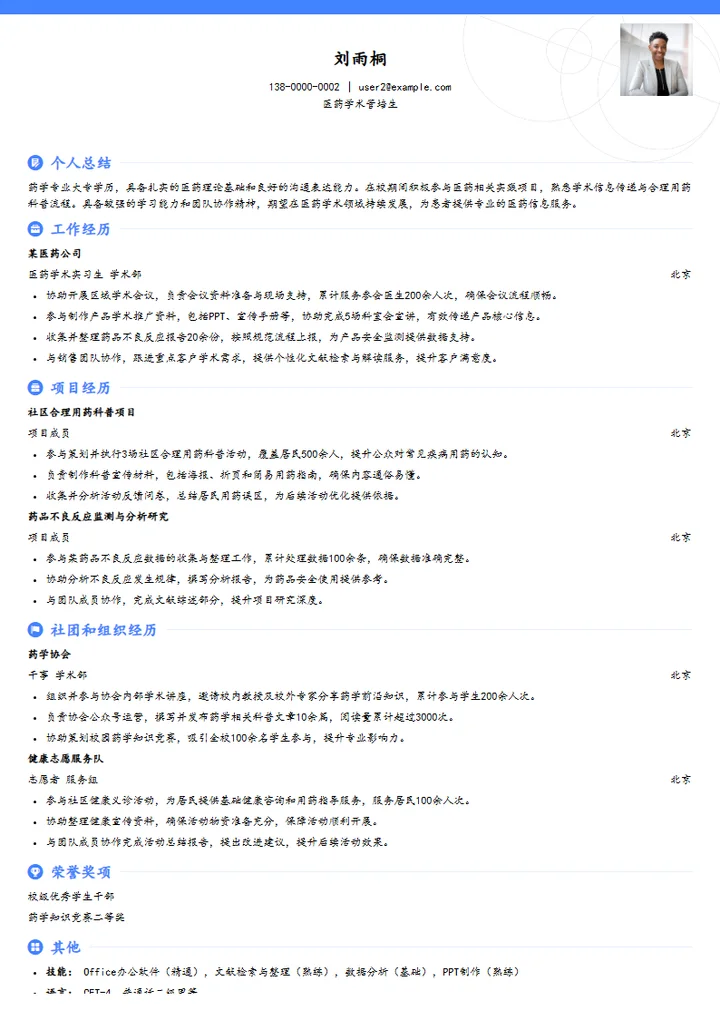 刘雨桐
138-0000-0002 | user2@example.com
医药学术管培生
个人总结
药学专业大专学历，具备扎实的医药理论基础和良好的沟通表达能力。在校期间积极参与医药相关实践项目，熟悉学术信息传递与合理用药
科普流程。具备敏强的学习能力和团队协作精神，期望在医药学术领域持续发展，为患者提供专业的医药信息服务。
工作经历
某医药公司
医药学术实习生 学术部 北京
• 协助开展区域学术会议，负责会议资料准备与现场支持，累计服务参会医生200余人次，确保会议流程顺畅。
• 参与制作产品学术推广资料，包括PPT、宣传手册等，协助完成5场科室会宣讲，有效传递产品核心信息。
• 收集并整理药品不良反应报告20余份，按照规范流程上报，为产品安全监测提供数据支持。
• 与销售团队协作，跟进重点客户学术需求，提供个性化文献检索与解读服务，提升客户满意度。
项目经历
社区合理用药科普项目
项目成员 北京
• 参与策划并执行3场社区合理用药科普活动，覆盖居民500余人，提升公众对常见疾病用药的认知。
• 负责制作科普宣传材料，包括海报、折页和简易用药指南，确保内容通俗易懂。
• 收集并分析活动反馈问卷，总结居民用药误区，为后续活动优化提供依据。
药品不良反应监测与分析研究
项目成员 北京
• 参与某药品不良反应数据的收集与整理工作，累计处理数据100余条，确保数据准确完整。
• 协助分析不良反应发生规律，撰写分析报告，为药品安全使用提供参考。
• 与团队成员协作，完成文献综述部分，提升项目研究深度。
社团和组织经历
药学协会
干事 学术部 北京
• 组织并参与协会内部学术讲座，邀请校内教授及校外专家分享药学前沿知识，累计参与学生200余人次。
• 负责协会公众号运营，撰写并发布药学相关科普文章10余篇，阅读量累计超过3000次。
• 协助策划校园药学知识竞赛，吸引全校100余名学生参与，提升专业影响力。
健康志愿服务队
志愿者 服务组 北京
• 参与社区健康义诊活动，为居民提供基础健康咨询和用药指导服务，服务居民100余人次。
• 协助整理健康宣传资料，确保活动物资准备充分，保障活动顺利开展。
• 与团队成员协作完成活动总结报告，提出改进建议，提升后续活动效果。
荣誉奖项
校级优秀学生干部
药学知识竞赛二等奖
其他
• 技能： Office办公软件（精通），文献检索与整理（熟练），数据分析（基础），PPT制作（熟练）
• 语言： CET-4，普通话二级甲等